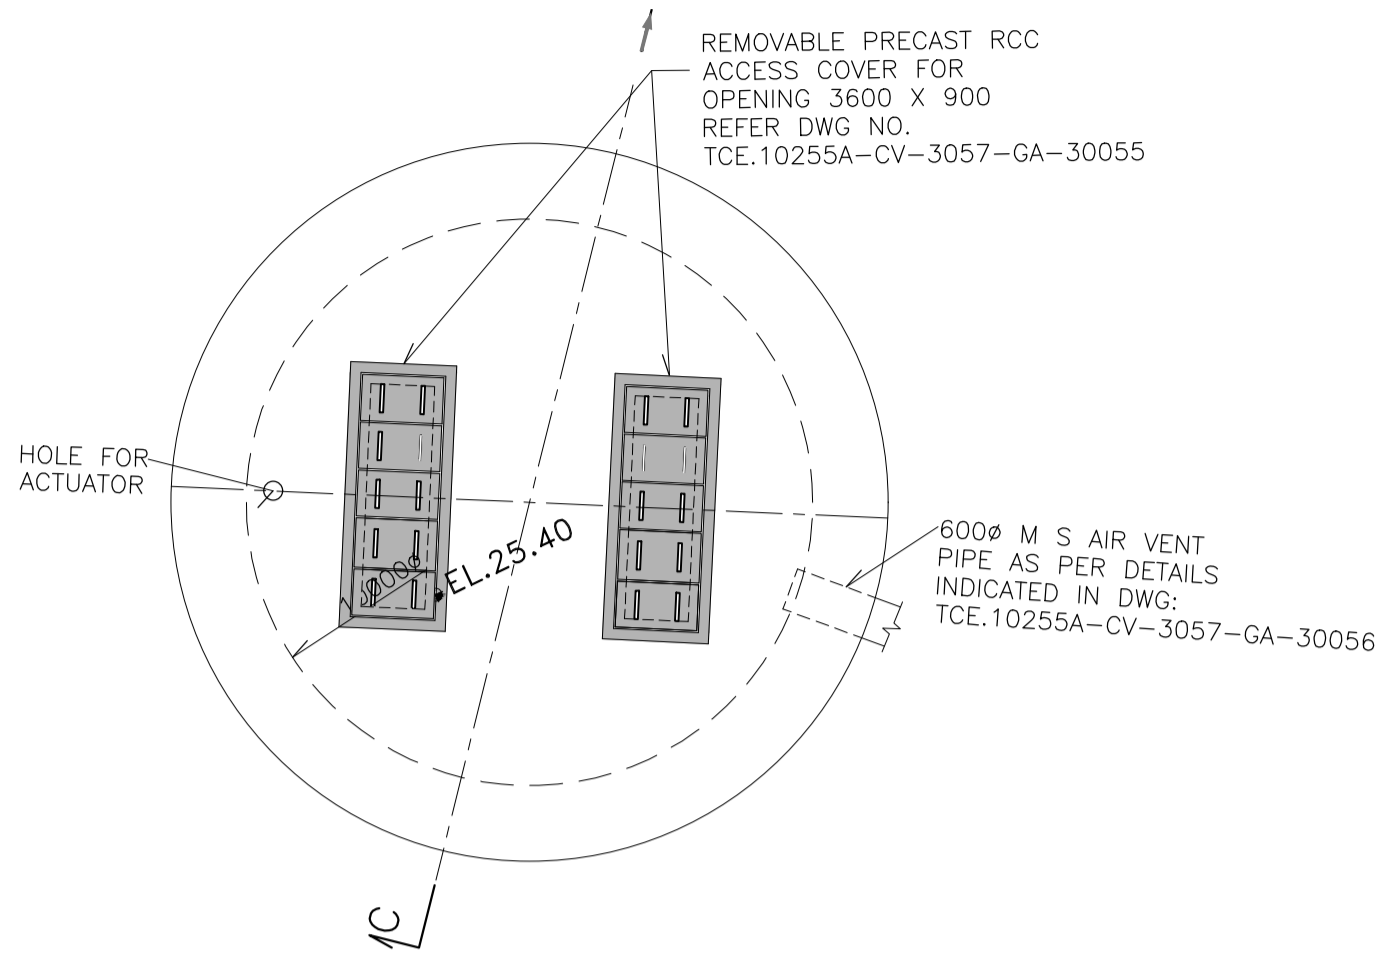 REMOVABLE PRECAST RCC
ACCESS COVER FOR
OPENING 3600 X 900
REFER DWG NO.
TCE.10255A-CV-3057-GA-30055
HOLE FOR
ACTUATOR
EL.25.40
600ø M S AIR VENT
PIPE AS PER DETAILS
INDICATED IN DWG:
TCE.10255A-CV-3057-GA-30056
C